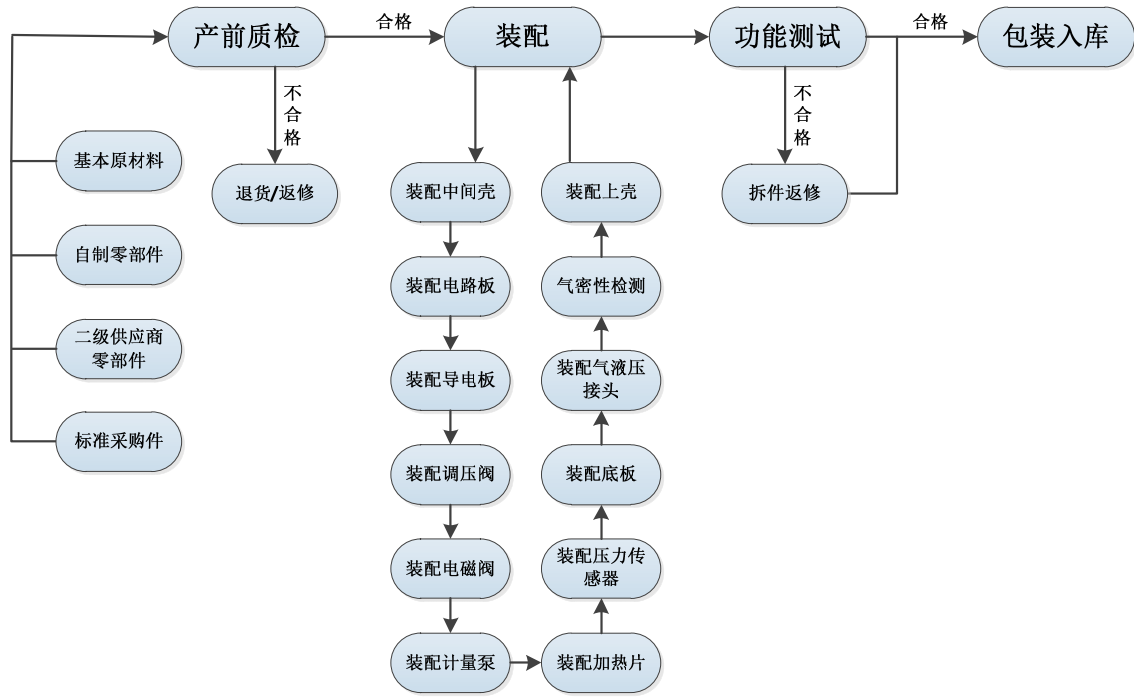 产前质检
合格
装配
功能测试
合格
包装入库
不
合
格
不
合
格
基本原材料
退货/返修
装配中间壳
装配上壳
拆件返修
自制零部件
装配电路板
气密性检测
二级供应商
零部件
装配导电板
装配气液压
接头
标准采购件
装配调压阀
装配底板
装配电磁阀
装配压力传
感器
装配计量泵
装配加热片